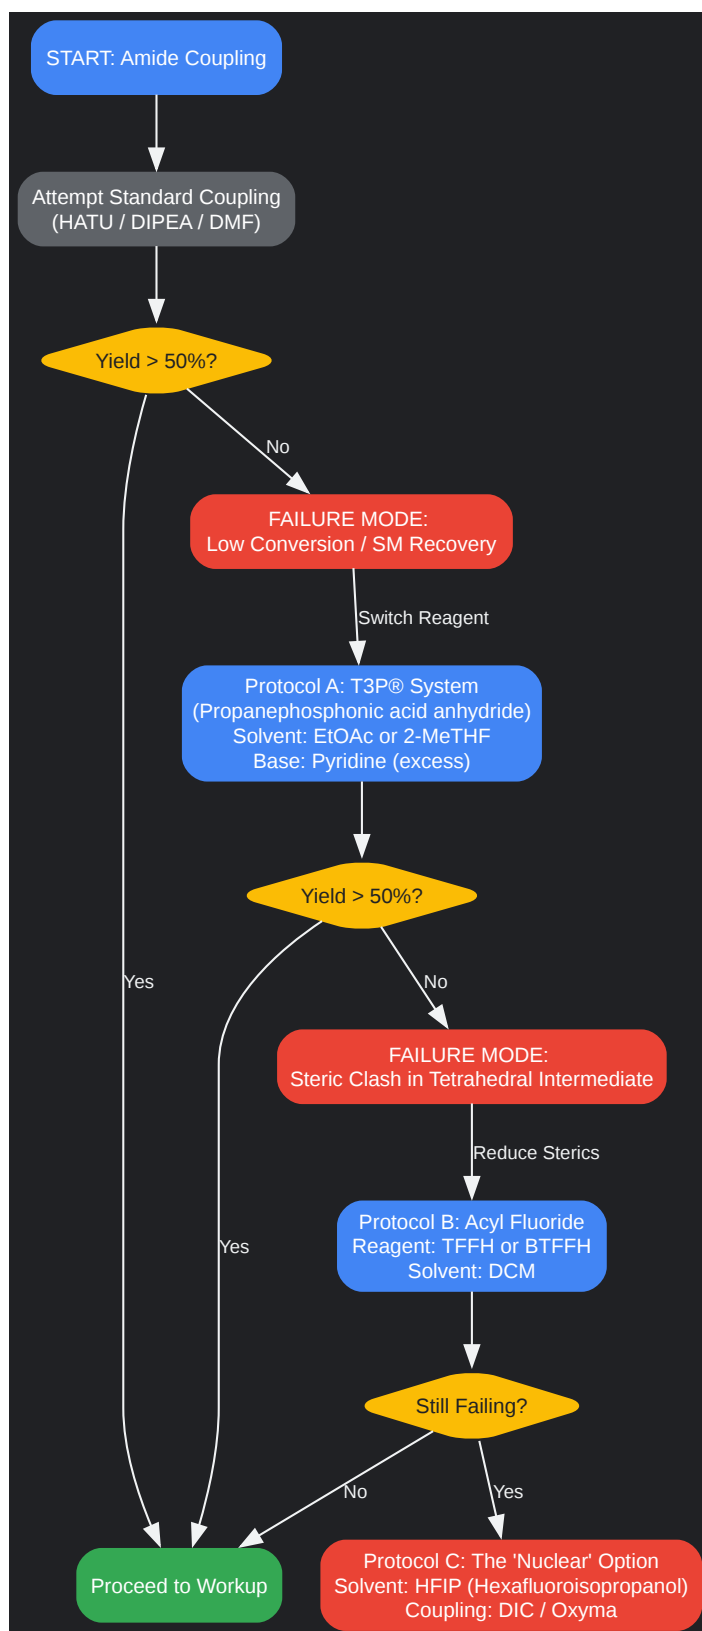 START: Amide Coupling
Attempt Standard Coupling
(HATU / DIPEA / DMF)
Yield > 50%?
No
FAILURE MODE:
Low Conversion / SM Recovery
Switch Reagent
Protocol A: T3P® System
(Propanephosphonic acid anhydride)
Solvent: EtOAc or 2-MeTHF
Base: Pyridine (excess)
Yield > 50%?
Yes
No
FAILURE MODE:
Steric Clash in Tetrahedral Intermediate
Reduce Sterics
Protocol B: Acyl Fluoride
Reagent: TFFH or BTFFH
Solvent: DCM
Yes
Still Failing?
No
Yes
Proceed to Workup
Protocol C: The 'Nuclear' Option
Solvent: HFIP (Hexafluoroisopropanol)
Coupling: DIC / Oxyma